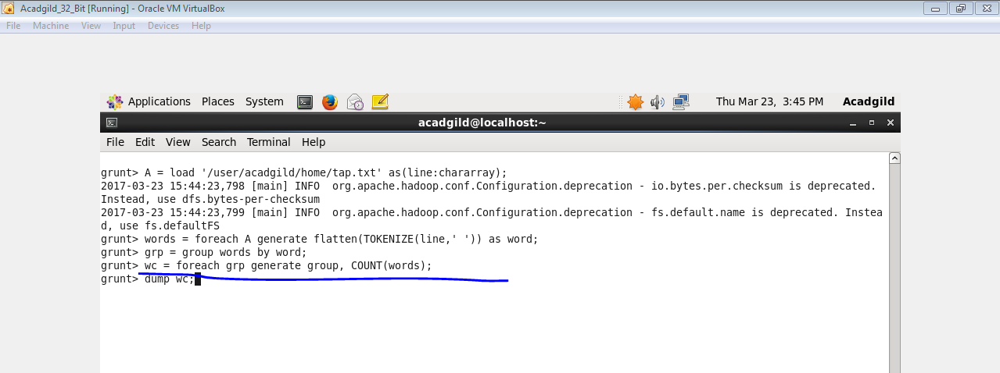 Acadgild_32_Bit [Running] - Oracle VM VirtualBox
File Machine View Input Devices Help
Applications Places System Thu Mar 23, 3:45 PM Acadgild
acadgild@localhost:~
File Edit View Search Terminal Help
grunt> A = load '/user/acadgild/home/tap.txt' as(line:chararray);
2017-03-23 15:44:23,798 [main] INFO  org.apache.hadoop.conf.Configuration.deprecation - io.bytes.per.checksum is deprecated.
Instead, use dfs.bytes-per-checksum
2017-03-23 15:44:23,799 [main] INFO  org.apache.hadoop.conf.Configuration.deprecation - fs.default.name is deprecated. Instea
d, use fs.defaultFS
grunt> words = foreach A generate flatten(TOKENIZE(line,' ')) as word;
grunt> grp = group words by word;
grunt> wc = foreach grp generate group, COUNT(words);
grunt> dump wc;